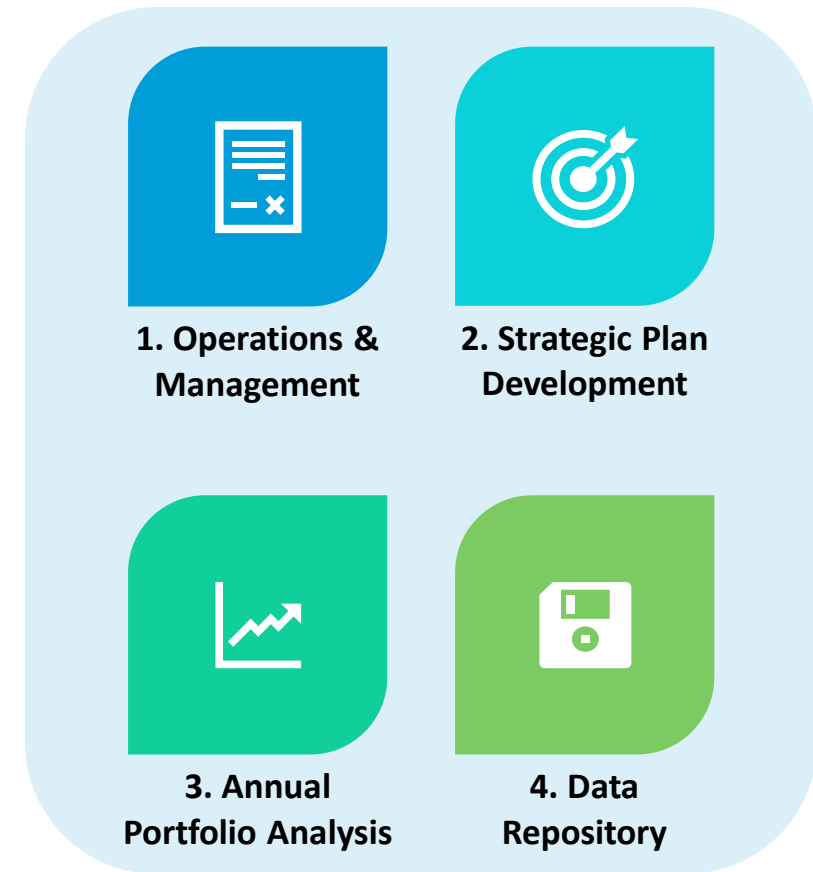 1. Operations &
Management
2. Strategic Plan
Development
3. Annual
Portfolio Analysis
4. Data
Repository